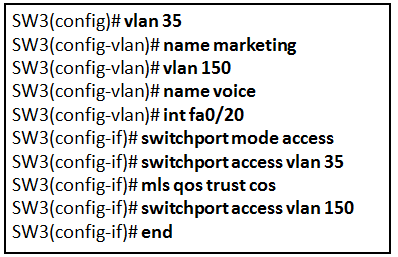 SW3(config)# vlan 35
SW3(config-vlan)# name marketing
SW3(config-vlan)# vlan 150
SW3(config-vlan)# name voice
SW3(config-vlan)# int fa0/20
SW3(config-if)# switchport mode access
SW3(config-if)# switchport access vlan 35
SW3(config-if)# mls qos trust cos
SW3(config-if)# switchport access vlan 150
SW3(config-if)# end